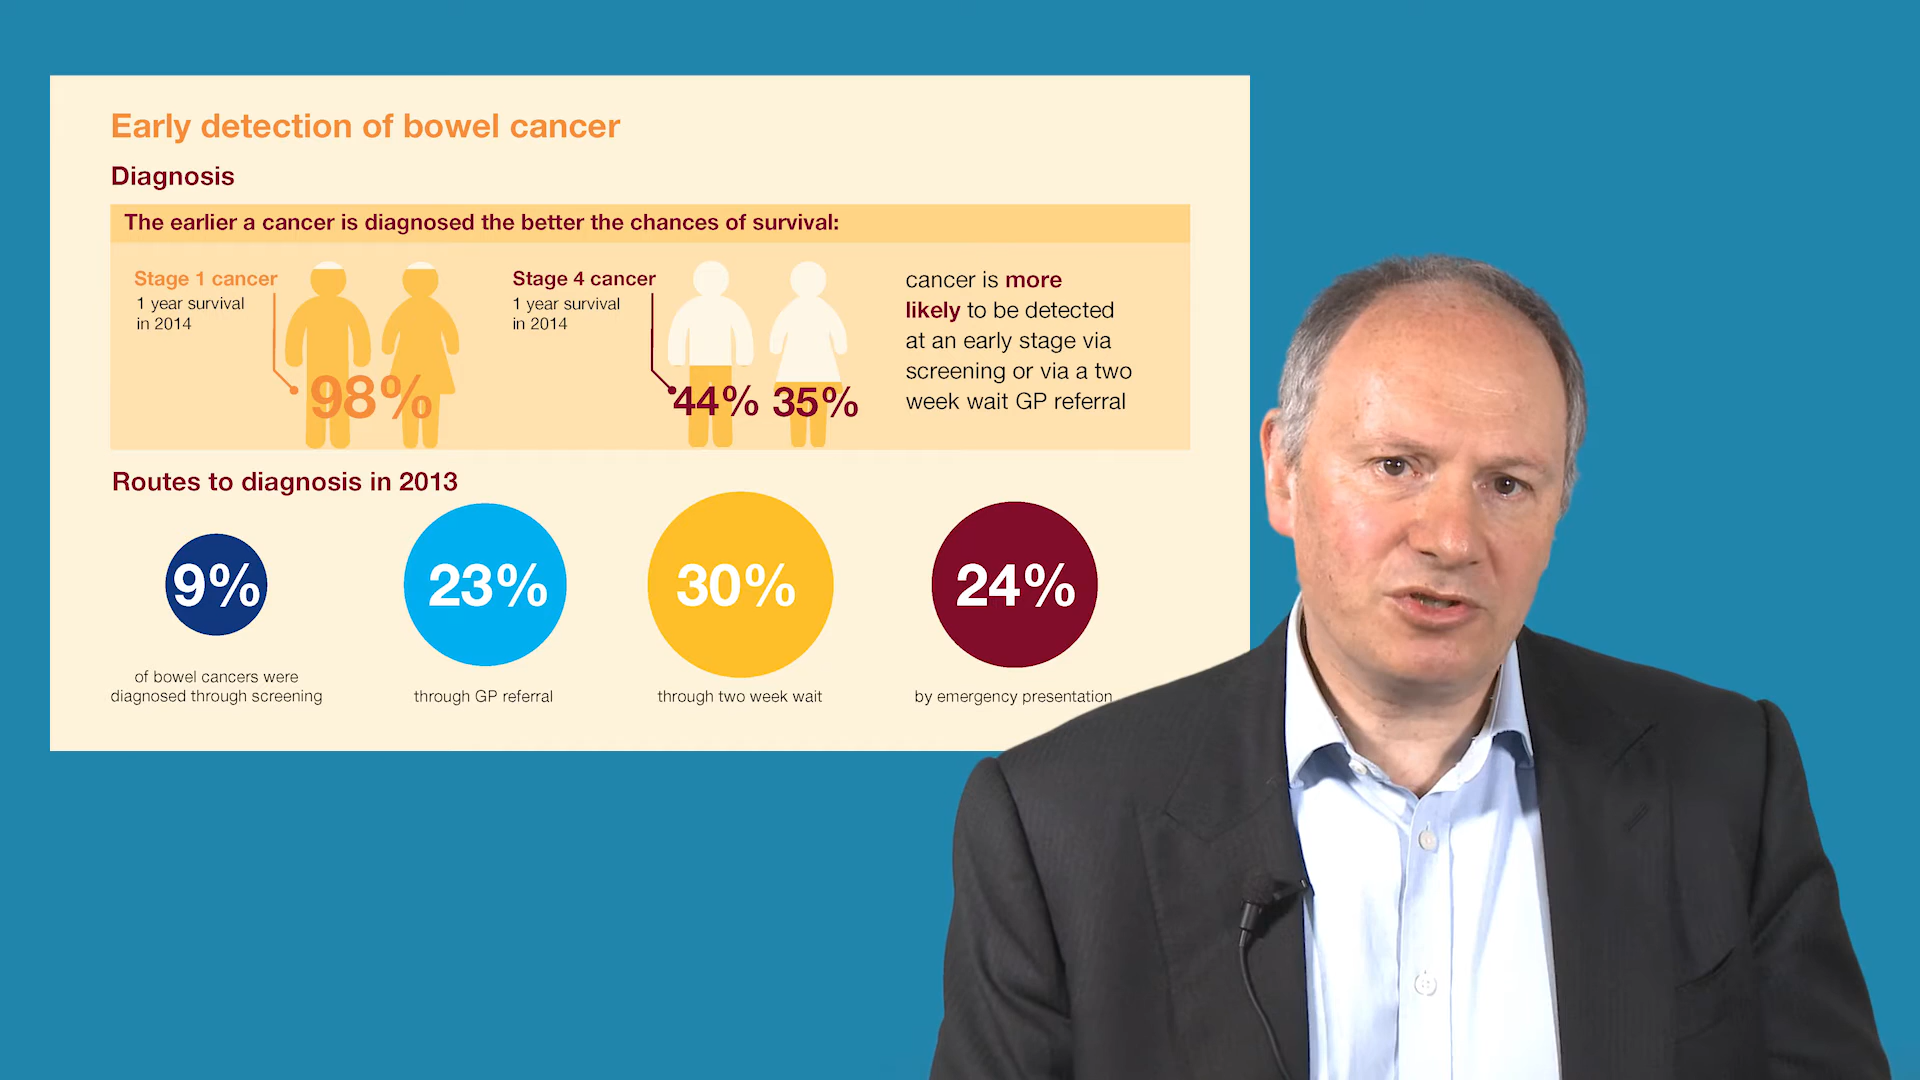 Early detection of bowel cancer
Diagnosis
The earlier a cancer is diagnosed the better the chances of survival:
Stage 1 cancer
1 year survival
in 2014
98%
Stage 4 cancer
1 year survival
in 2014
44% 35%
cancer is more
likely to be detected
at an early stage via
screening or via a two
week wait GP referral
Routes to diagnosis in 2013
9%
of bowel cancers were
diagnosed through screening
23%
through GP referral
30%
through two week wait
24%
by emergency presentation